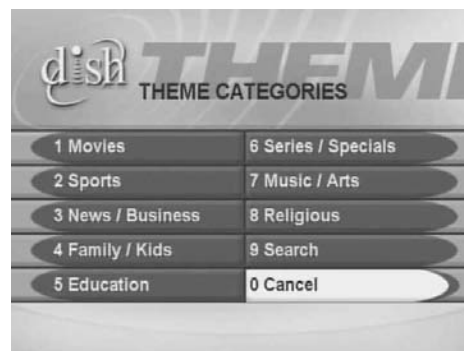 dish THEME
THEME CATEGORIES
1 Movies
2 Sports
3 News / Business
4 Family / Kids
5 Education
6 Series / Specials
7 Music / Arts
8 Religious
9 Search
0 Cancel